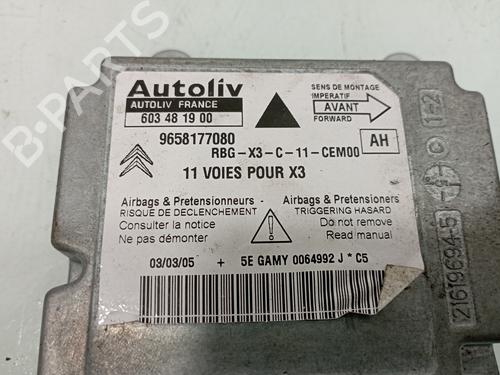 Autoliv
AUTOLIV FRANCE
603 48 19 00
SENS DE MONTAGE
IMPERATIF
AVANT
FORWARD
9658177080
RBG-X3-C-11-CEM00
AH
11 VOIES POUR X3
Airbags & Pretensionneurs
RISQUE DE DECLENCHEMENT
Consulter la notice
Ne pas démonter
Airbags & Pretensioners
TRIGGERING HASARD
Do not remove
Read manual
03/03/05 + 5E GAMY 0064992 J * C5
21619694-5
B-PARTS